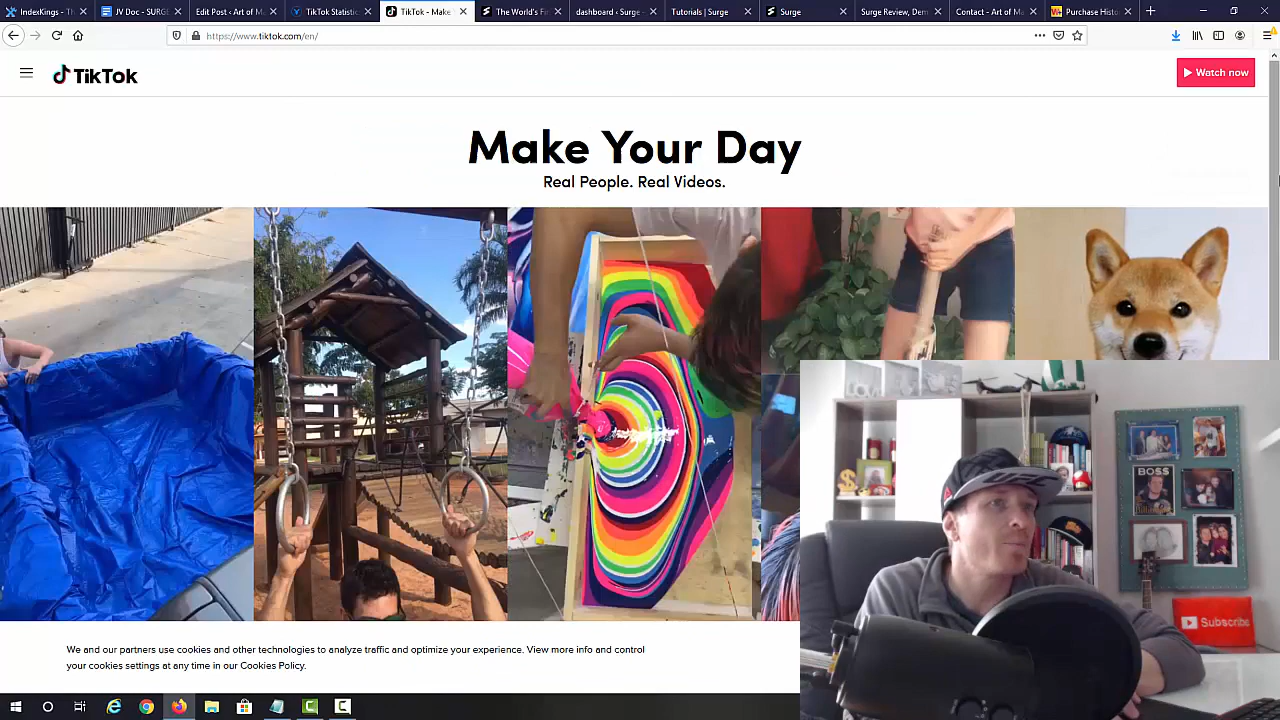 IndexKings - Th
JV Doc - SURGE
Edit Post ‹ Art of M
TikTok Statistic
TikTok - Make
The World's Fi
dashboard ‹ Surge -
Tutorials | Surge
Surge
Surge Review, Dem
Contact - Art of Ma
Purchase Histo
https://www.tiktok.com/en/
TikTok
Watch now
Make Your Day
Real People. Real Videos.
BOSS
Subscribe
We and our partners use cookies and other technologies to analyze traffic and optimize your experience. View more info and control
your cookies settings at any time in our Cookies Policy.